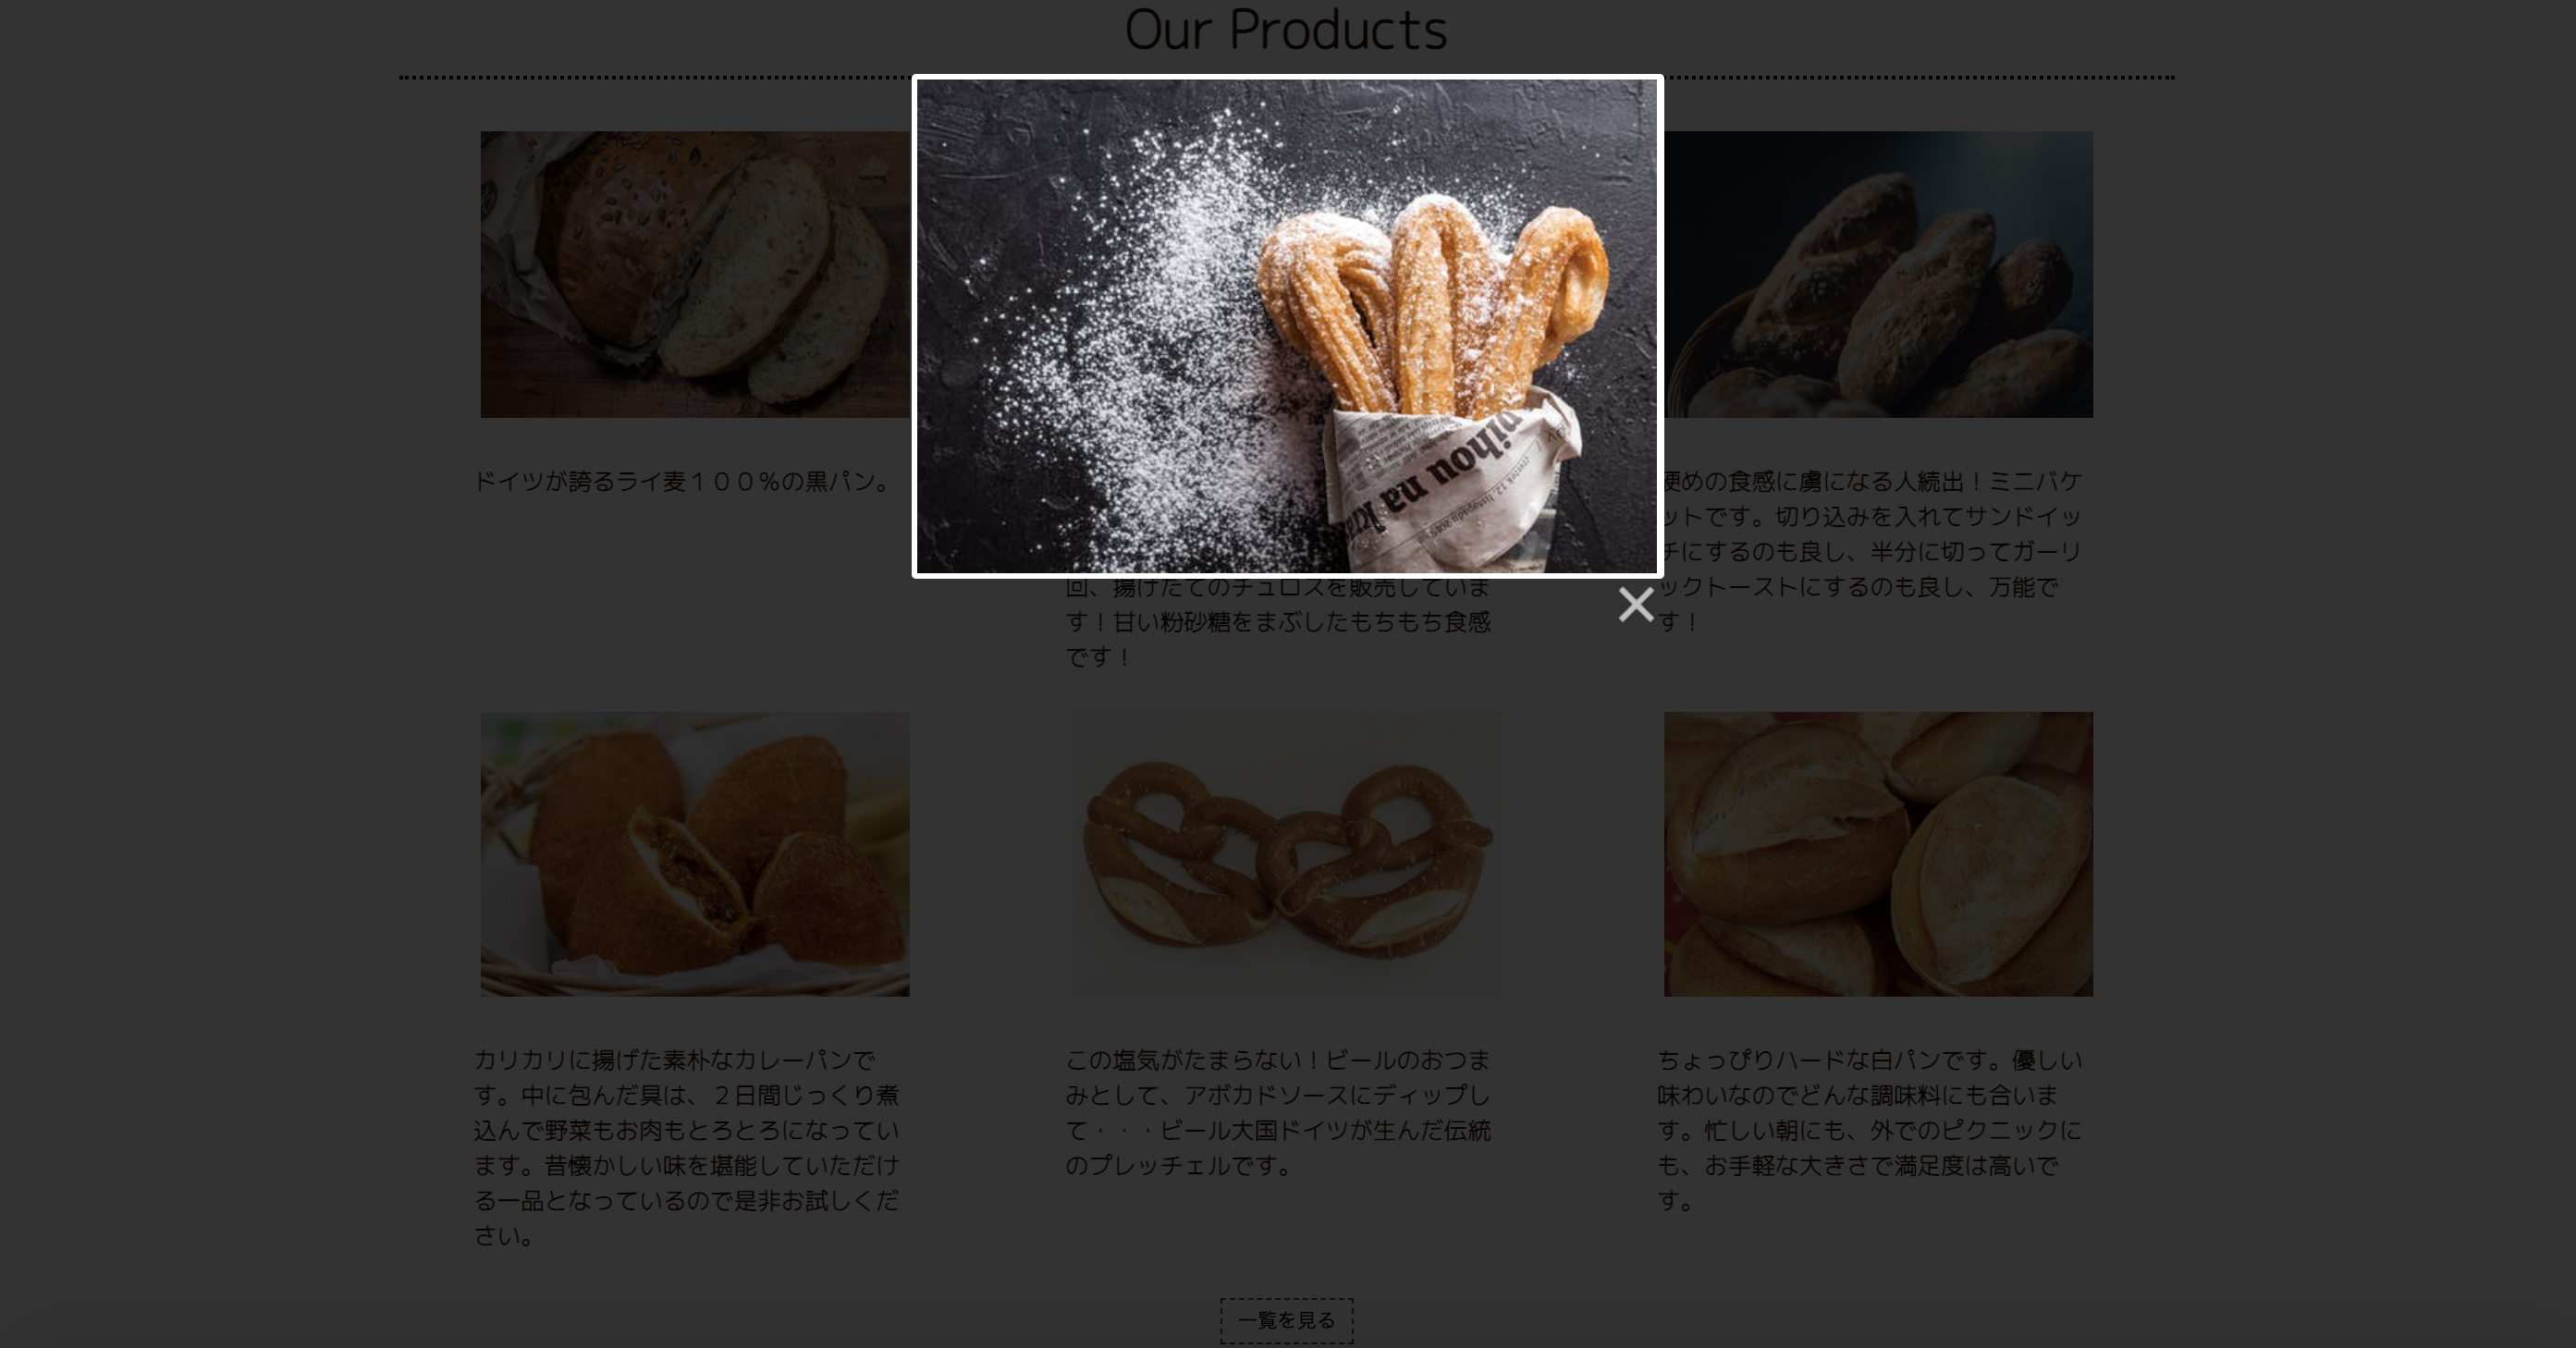 Our Products
ドイツが誇るライ麦１００％の黒パン。
pihou na
回、揚げたてのチュロスを販売していま
す！甘い粉砂糖をまぶしたもちもち食感
です！
硬めの食感に虜になる人続出！ミニバケ
ットです。切り込みを入れてサンドイッ
チにするのも良し、半分に切ってガーリ
ックトーストにするのも良し、万能で
す！
カリカリに揚げた素朴なカレーパンで
す。中に包んだ具は、２日間じっくり煮
込んで野菜もお肉もとろとろになってい
ます。昔懐かしい味を堪能していただけ
る一品となっているので是非お試しくだ
さい。
この塩気がたまらない！ビールのおつま
みとして、アボカドソースにディップし
て・・・ビール大国ドイツが生んだ伝統
のプレッチェルです。
ちょっぴりハードな白パンです。優しい
味わいなのでどんな調味料にも合いま
す。忙しい朝にも、外でのピクニックに
も、お手軽な大きさで満足度は高いで
す。
一覧を見る